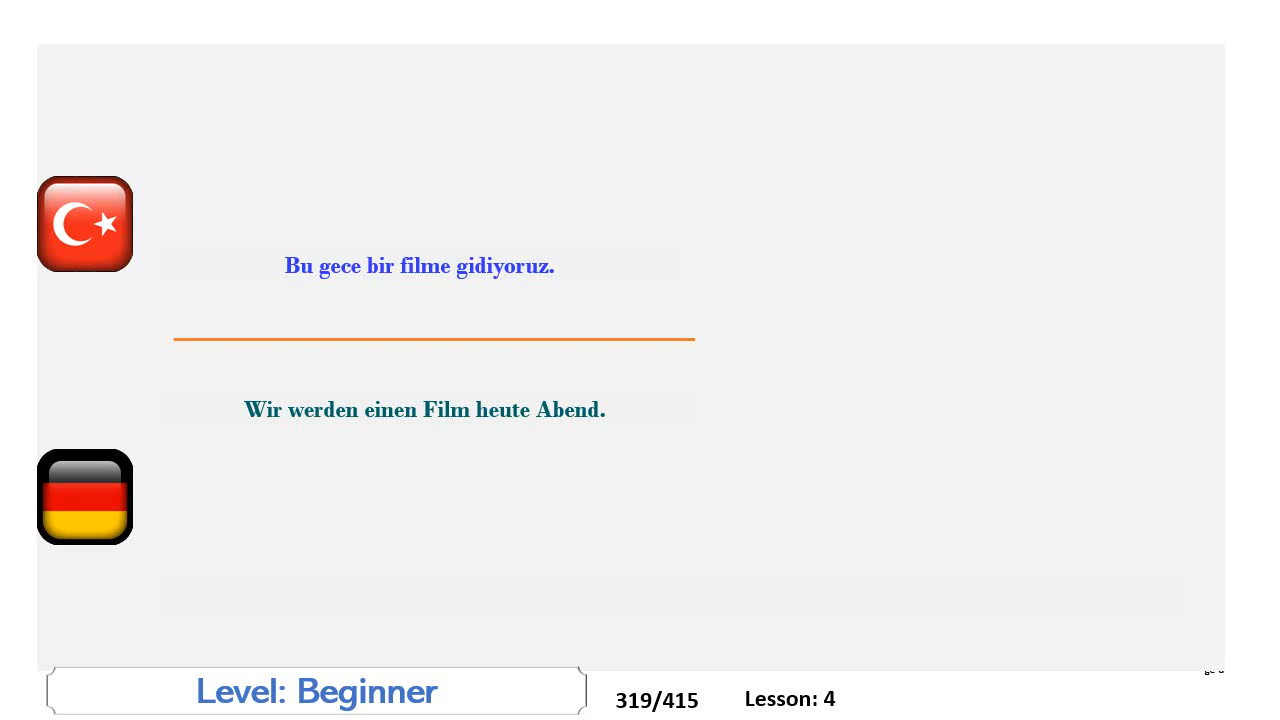 Bu gece bir filme gidiyoruz.
Wir werden einen Film heute Abend.
Level: Beginner
319/415
Lesson: 4